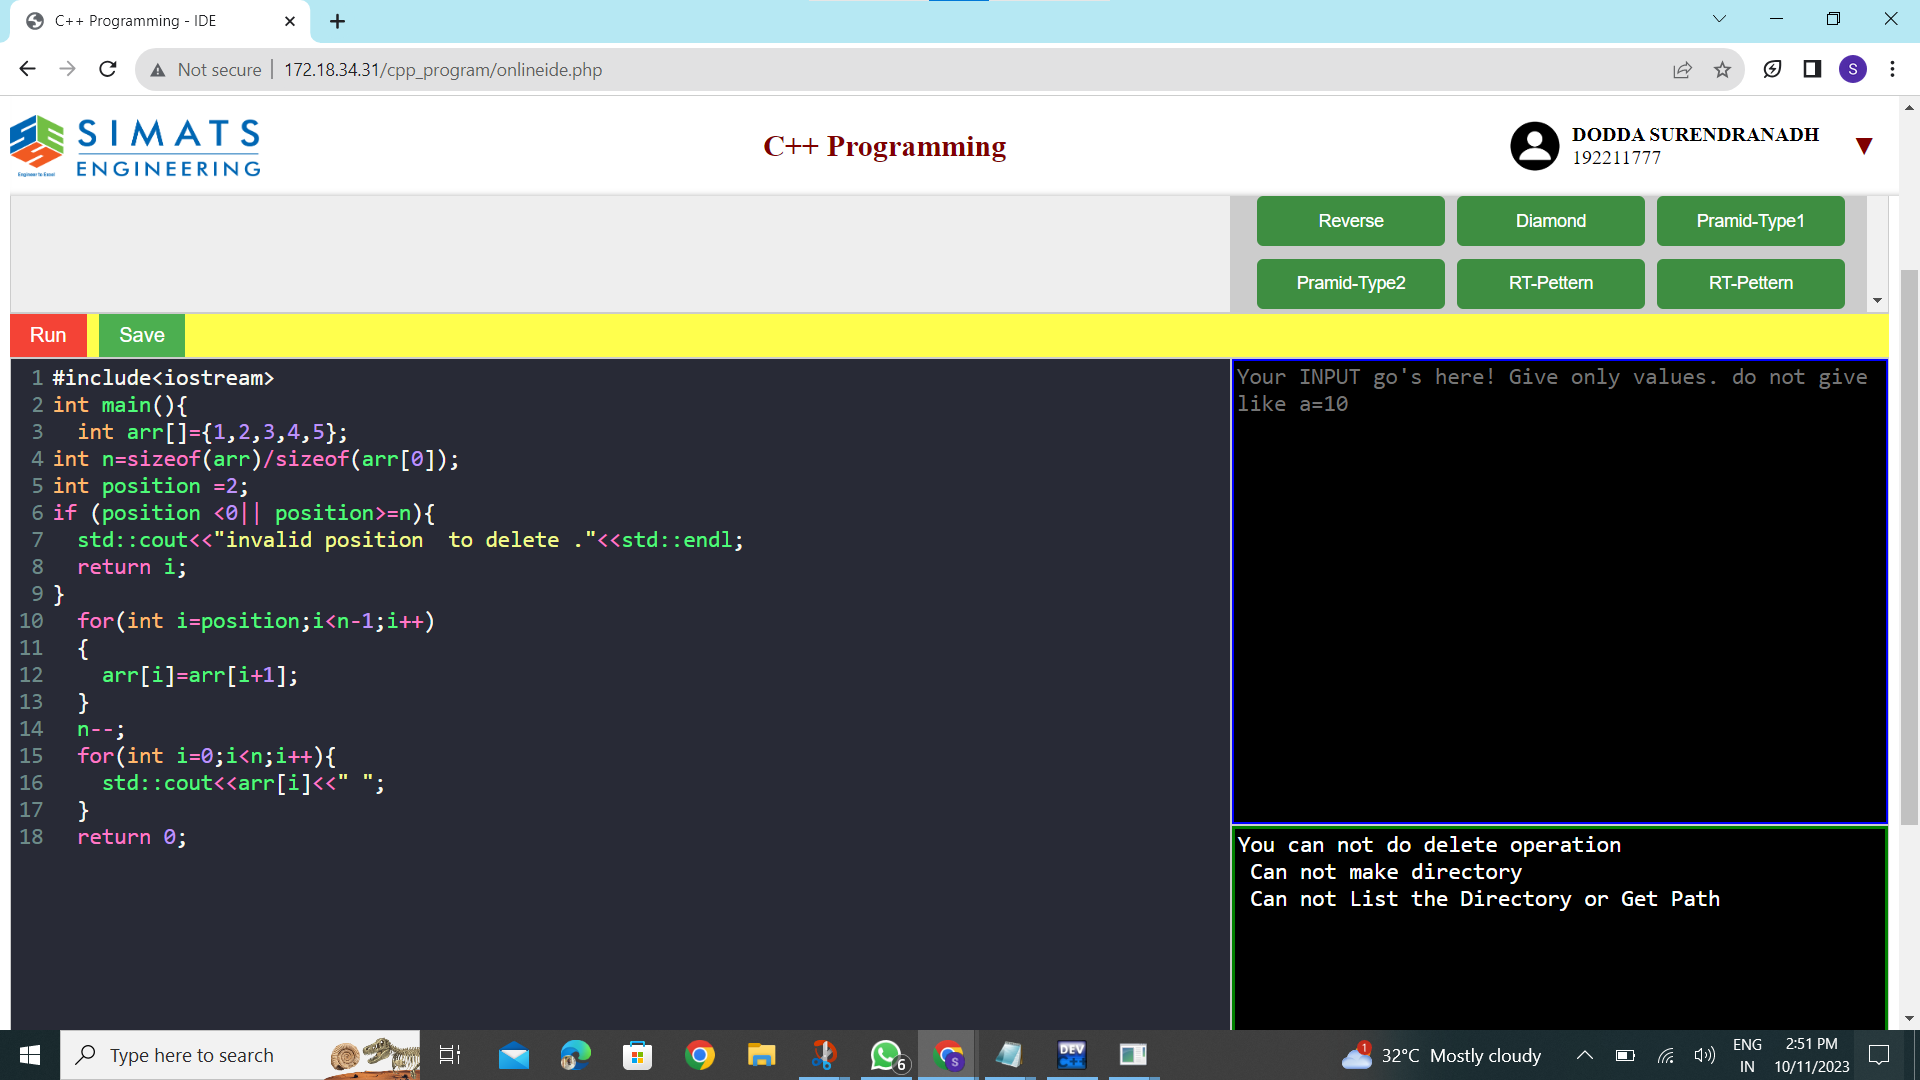 C++ Programming - IDE
Not secure
172.18.34.31/cpp_program/onlineide.php
S
SIMATS
ENGINEERING
Engineer to Excel
C++ Programming
DODDA SURENDRANADH
192211777
Reverse
Diamond
Pramid-Type1
Pramid-Type2
RT-Pettern
RT-Pettern
Run
Save
1 #include<iostream>
2 int main(){
3 int arr[]={1,2,3,4,5};
4 int n=sizeof(arr)/sizeof(arr[0]);
5 int position =2;
6 if (position <0|| position>=n){
7 std::cout<<"invalid position  to delete ."<<std::endl;
8 return i;
9 }
10 for(int i=position;i<n-1;i++)
11 {
12 arr[i]=arr[i+1];
13 }
14 n--;
15 for(int i=0;i<n;i++){
16 std::cout<<arr[i]<<" ";
17 }
18 return 0;
Your INPUT go's here! Give only values. do not give
like a=10
You can not do delete operation
Can not make directory
Can not List the Directory or Get Path
Type here to search
6
S
DEV
C++
1
32°C Mostly cloudy
ENG
IN
2:51 PM
10/11/2023